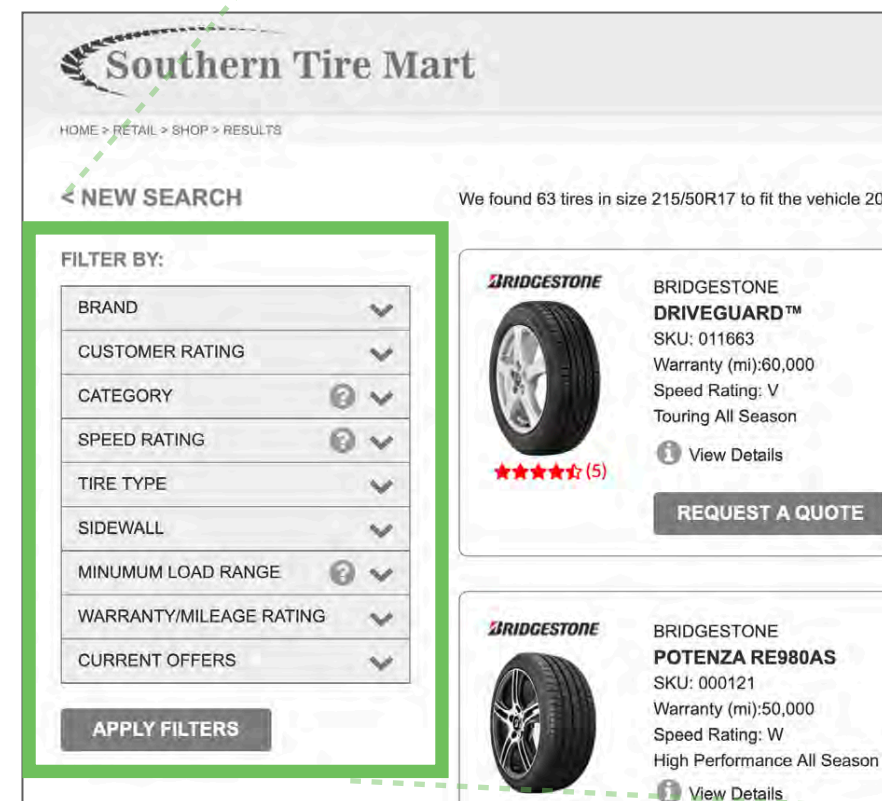 Southern Tire Mart
HOME > RETAIL > SHOP > RESULTS
< NEW SEARCH
We found 63 tires in size 215/50R17 to fit the vehicle 20
FILTER BY:
BRAND
CUSTOMER RATING
CATEGORY ?
SPEED RATING ?
TIRE TYPE
SIDEWALL
MINUMUM LOAD RANGE ?
WARRANTY/MILEAGE RATING
CURRENT OFFERS
APPLY FILTERS
BRIDGESTONE
BRIDGESTONE
DRIVEGUARD™
SKU: 011663
Warranty (mi):60,000
Speed Rating: V
Touring All Season
(5)
i View Details
REQUEST A QUOTE
BRIDGESTONE
BRIDGESTONE
POTENZA RE980AS
SKU: 000121
Warranty (mi):50,000
Speed Rating: W
High Performance All Season
i View Details